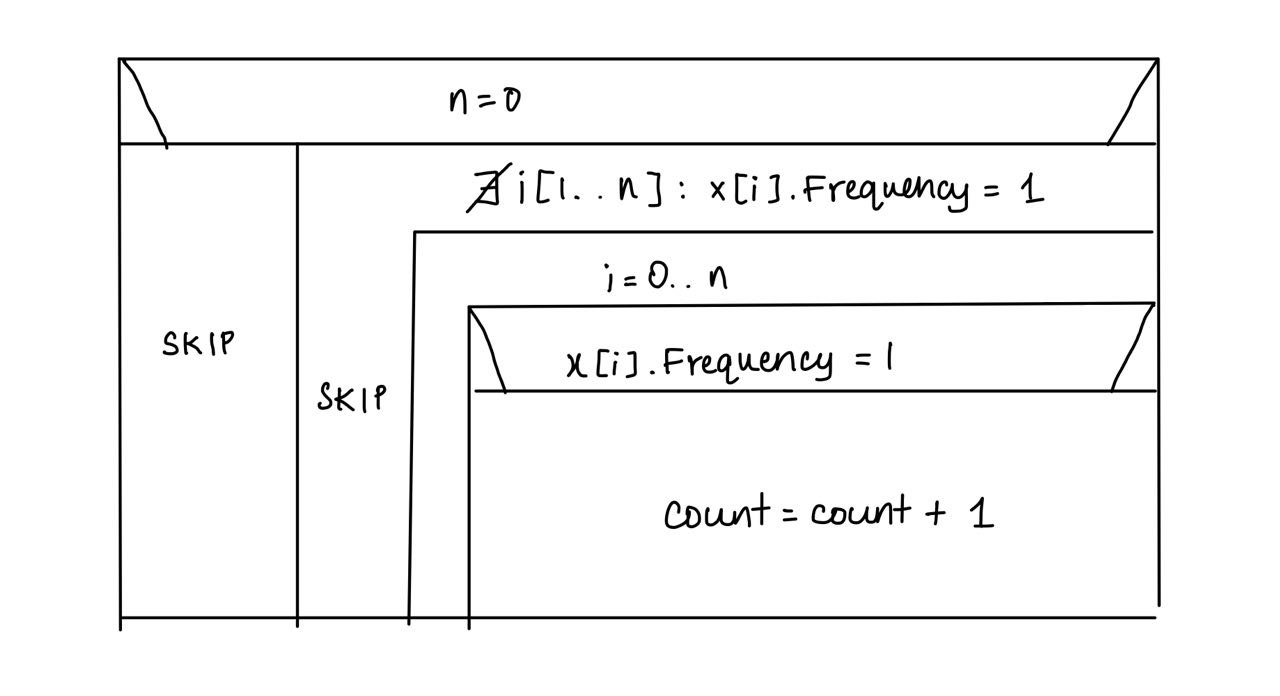 n = 0
∄ i [1..n] : x[i].Frequency = 1
i = 0..n
SKIP
x[i].Frequency = 1
SKIP
count = count + 1